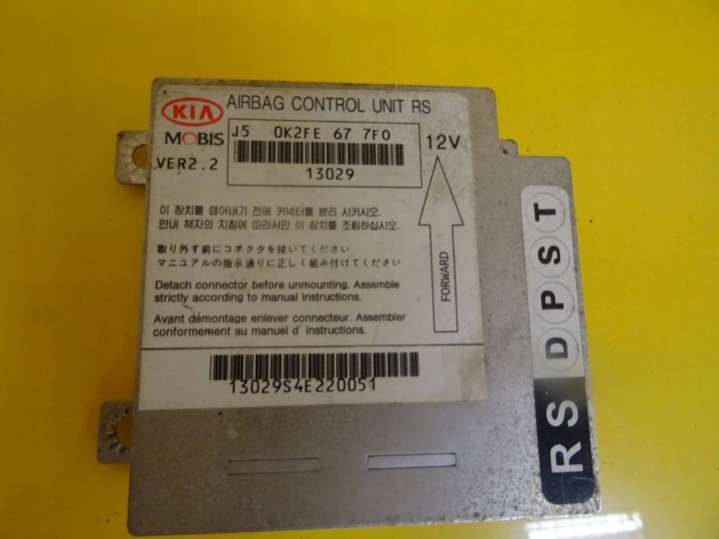 KIA
AIRBAG CONTROL UNIT RS
MOBIS
J5 0K2FE 67 7F0
12V
VER2.2
13029
이 장치를 떼어내기 전에 커넥터를 분리 시키시오.
안내 책자의 지침에 따라서만 이 장치를 조립하십시오.
取り外す前にコネクタを抜いてください
マニュアルの指示通りに正しく組み付けてください
Detach connector before unmounting. Assemble
strictly according to manual instructions.
Avant démontage enlever connecteur. Assembler
conformement au manuel d' instructions.
FORWARD
13029S4E220051
RS D P S T